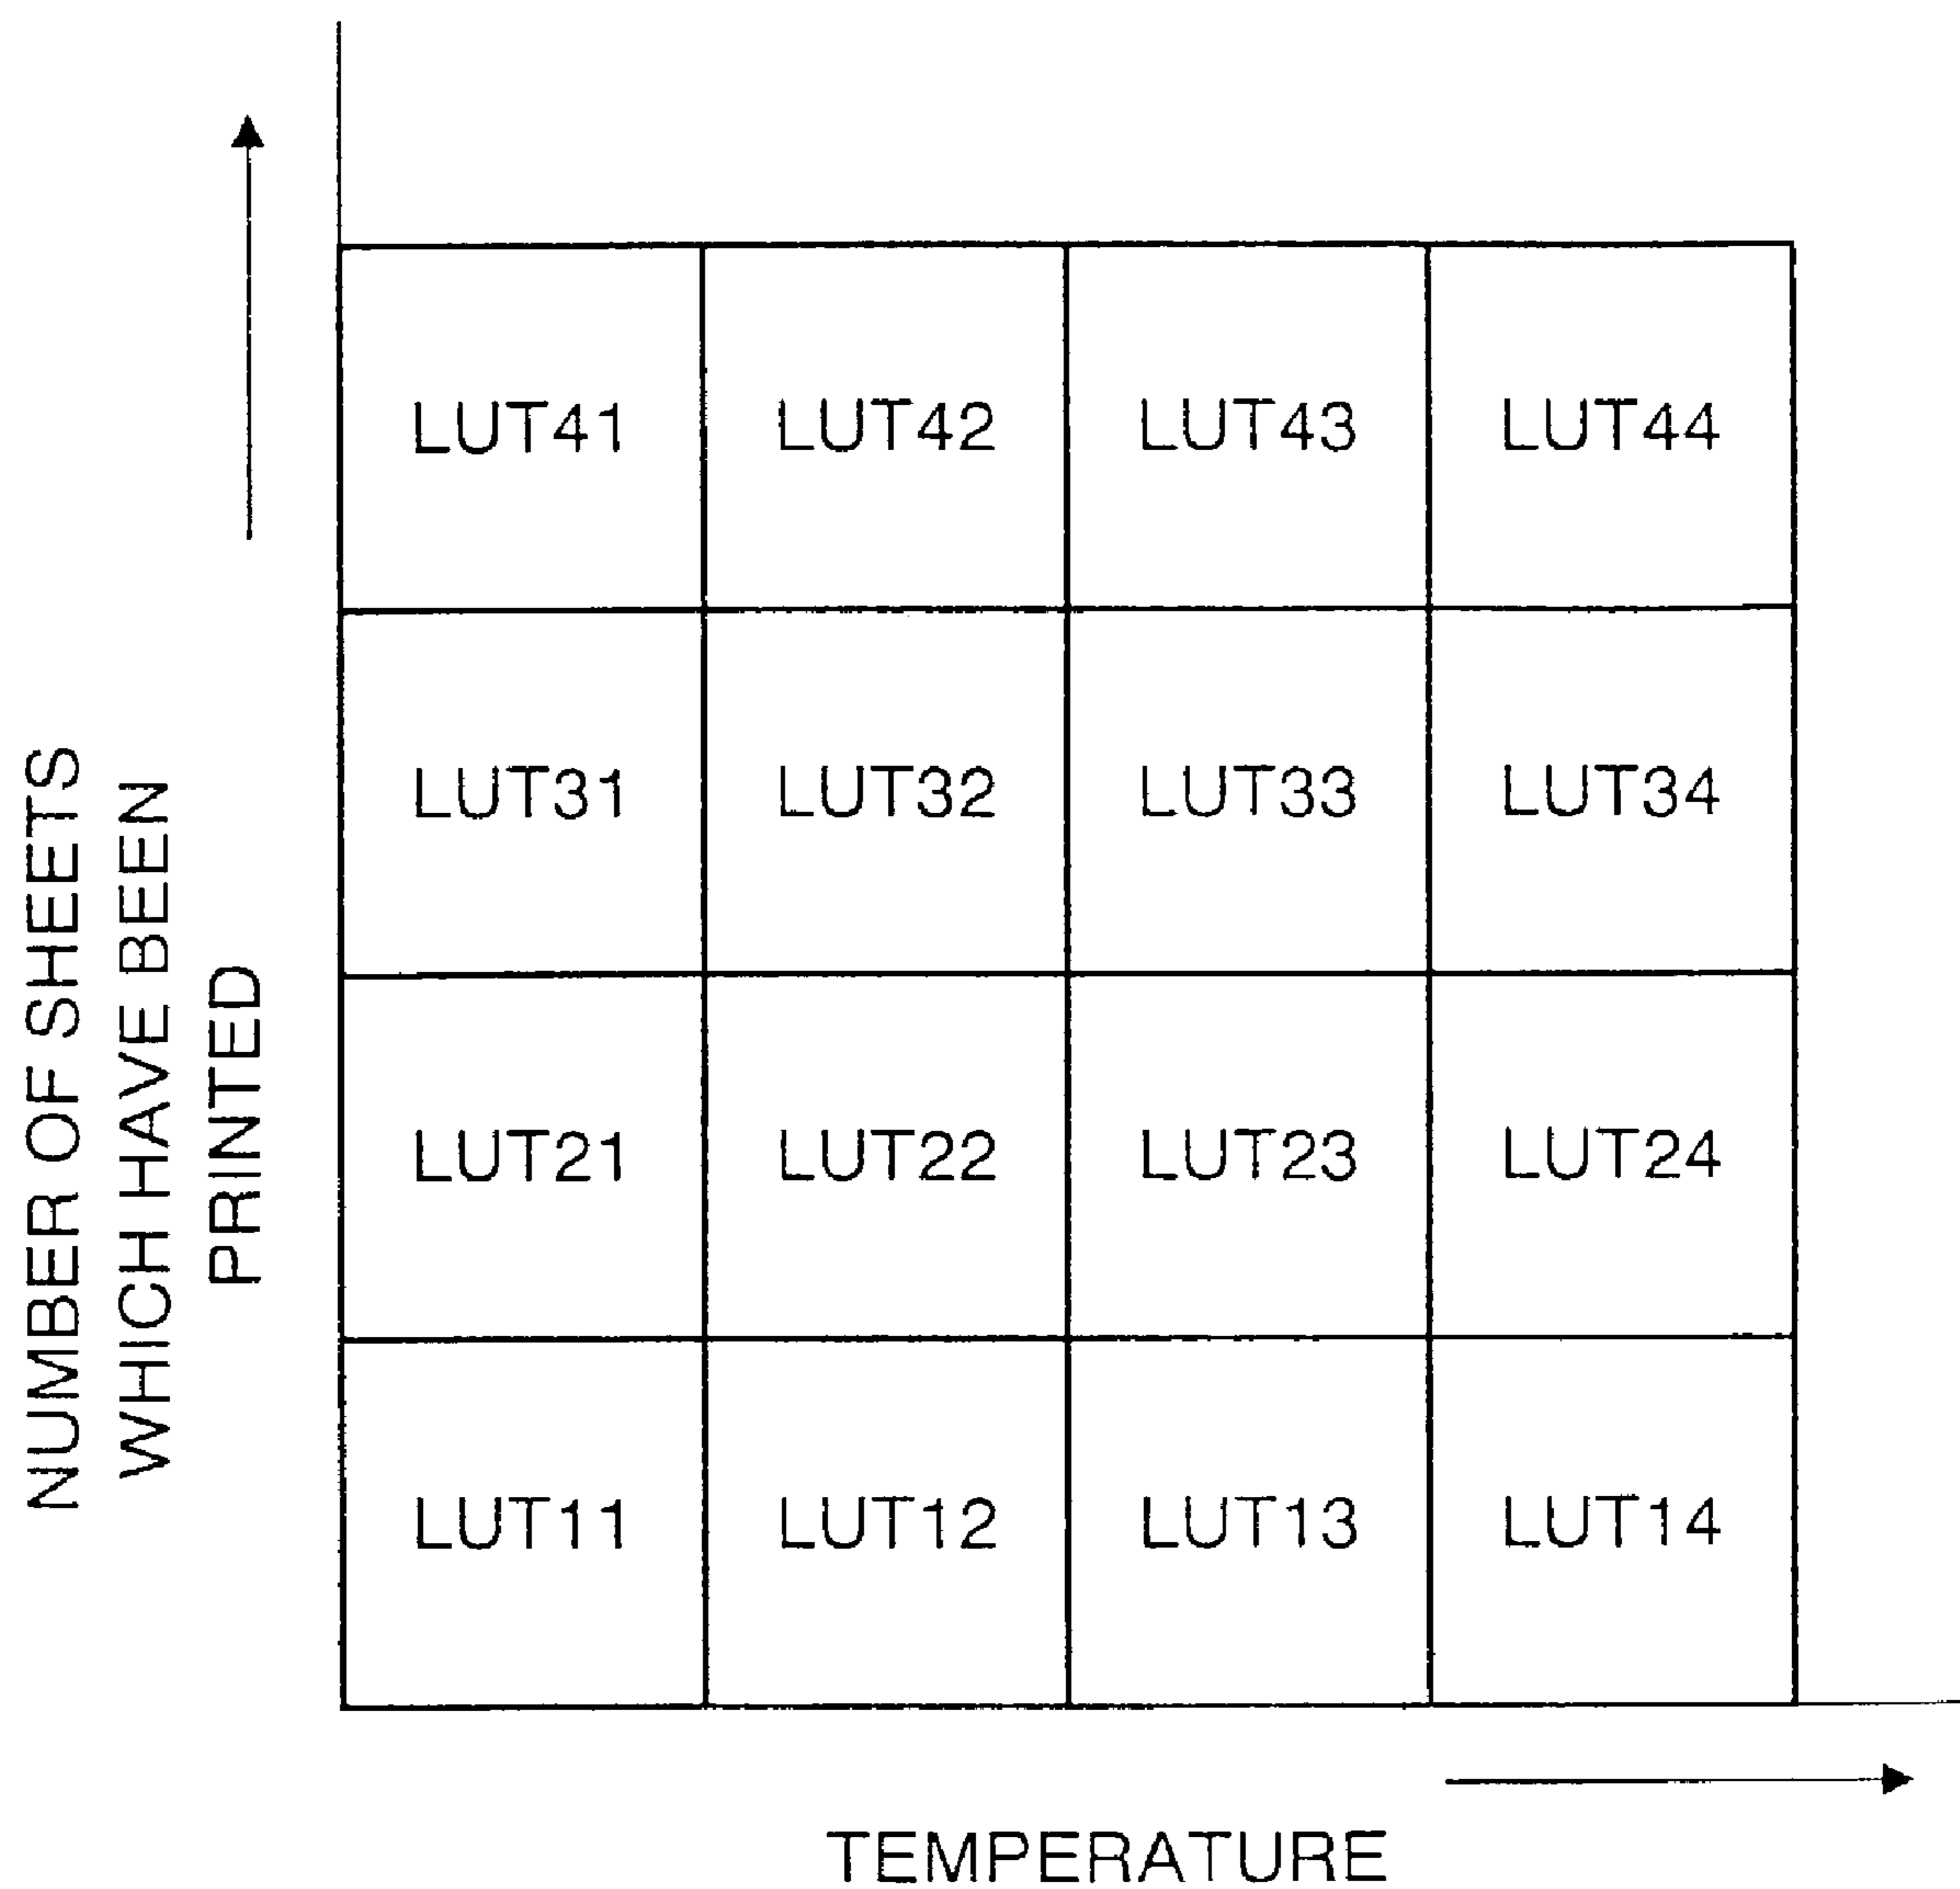 NUMBER OF SHEETS
WHICH HAVE BEEN
PRINTED
LUT41 LUT42 LUT43 LUT44
LUT31 LUT32 LUT33 LUT34
LUT21 LUT22 LUT23 LUT24
LUT11 LUT12 LUT13 LUT14
TEMPERATURE